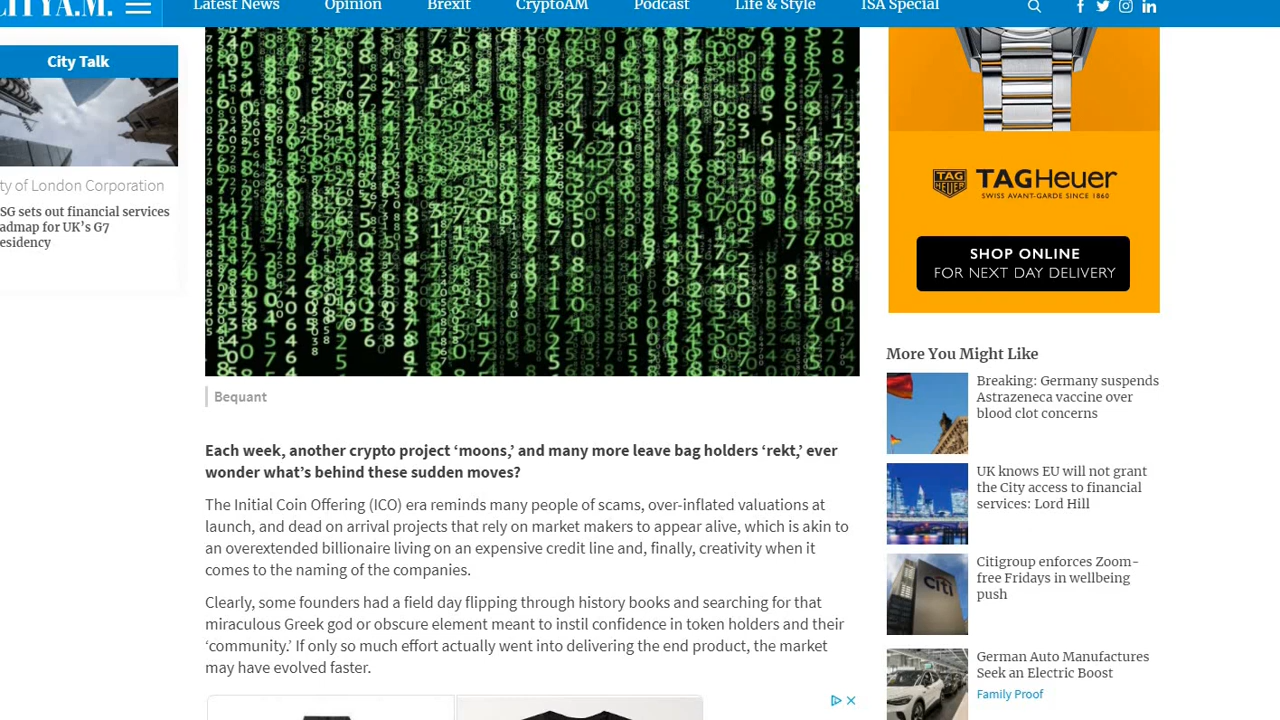 CITYA.M.
Latest News
Opinion
Brexit
CryptoAM
Podcast
Life & Style
ISA Special
City Talk
ty of London Corporation
SG sets out financial services
admap for UK's G7
esidency
Bequant
Each week, another crypto project ‘moons,’ and many more leave bag holders ‘rekt,’ ever
wonder what’s behind these sudden moves?
The Initial Coin Offering (ICO) era reminds many people of scams, over-inflated valuations at
launch, and dead on arrival projects that rely on market makers to appear alive, which is akin to
an overextended billionaire living on an expensive credit line and, finally, creativity when it
comes to the naming of the companies.
Clearly, some founders had a field day flipping through history books and searching for that
miraculous Greek god or obscure element meant to instil confidence in token holders and their
‘community.’ If only so much effort actually went into delivering the end product, the market
may have evolved faster.
TAG
HEUER
TAGHeuer
SWISS AVANT-GARDE SINCE 1860
SHOP ONLINE
FOR NEXT DAY DELIVERY
More You Might Like
Breaking: Germany suspends
Astrazeneca vaccine over
blood clot concerns
UK knows EU will not grant
the City access to financial
services: Lord Hill
citi
Citigroup enforces Zoom-
free Fridays in wellbeing
push
German Auto Manufactures
Seek an Electric Boost
Family Proof